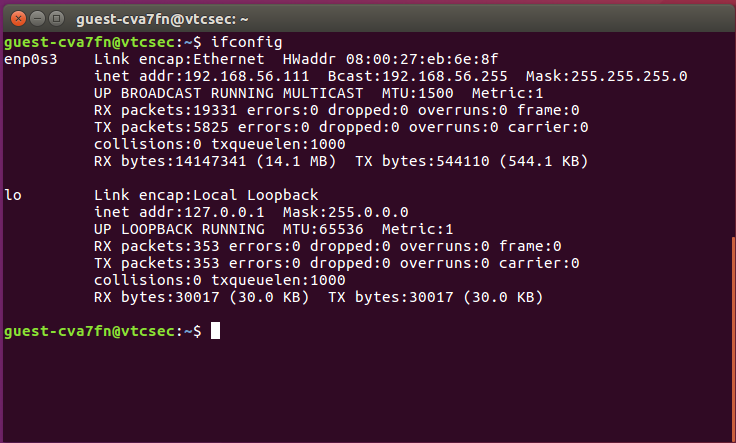 guest-cva7fn@vtcsec: ~
guest-cva7fn@vtcsec:~$ ifconfig
enp0s3    Link encap:Ethernet  HWaddr 08:00:27:eb:6e:8f
          inet addr:192.168.56.111  Bcast:192.168.56.255  Mask:255.255.255.0
          UP BROADCAST RUNNING MULTICAST  MTU:1500  Metric:1
          RX packets:19331 errors:0 dropped:0 overruns:0 frame:0
          TX packets:5825 errors:0 dropped:0 overruns:0 carrier:0
          collisions:0 txqueuelen:1000
          RX bytes:14147341 (14.1 MB)  TX bytes:544110 (544.1 KB)
lo        Link encap:Local Loopback
          inet addr:127.0.0.1  Mask:255.0.0.0
          UP LOOPBACK RUNNING  MTU:65536  Metric:1
          RX packets:353 errors:0 dropped:0 overruns:0 frame:0
          TX packets:353 errors:0 dropped:0 overruns:0 carrier:0
          collisions:0 txqueuelen:1000
          RX bytes:30017 (30.0 KB)  TX bytes:30017 (30.0 KB)
guest-cva7fn@vtcsec:~$